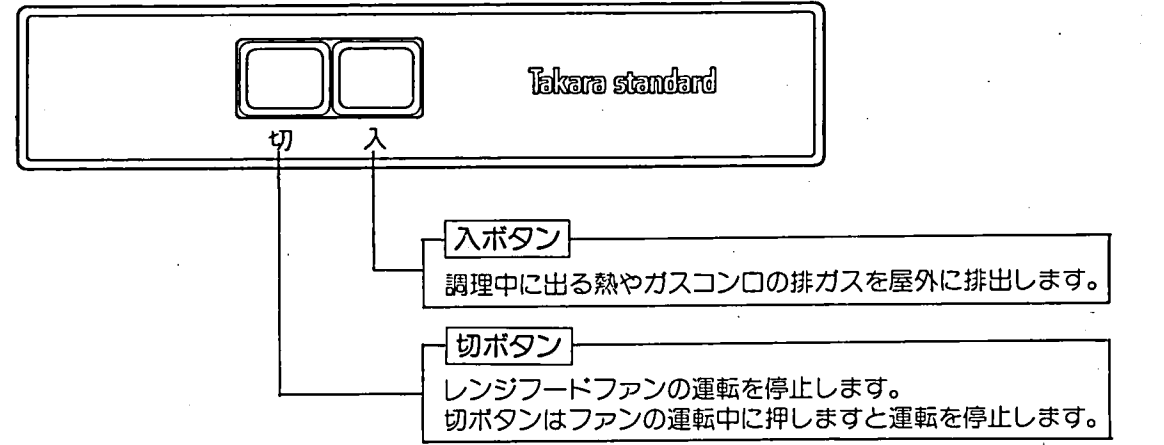 Takara standard
切 入
入ボタン
調理中に出る熱やガスコンロの排ガスを屋外に排出します。
切ボタン
レンジフードファンの運転を停止します。
切ボタンはファンの運転中に押しますと運転を停止します。